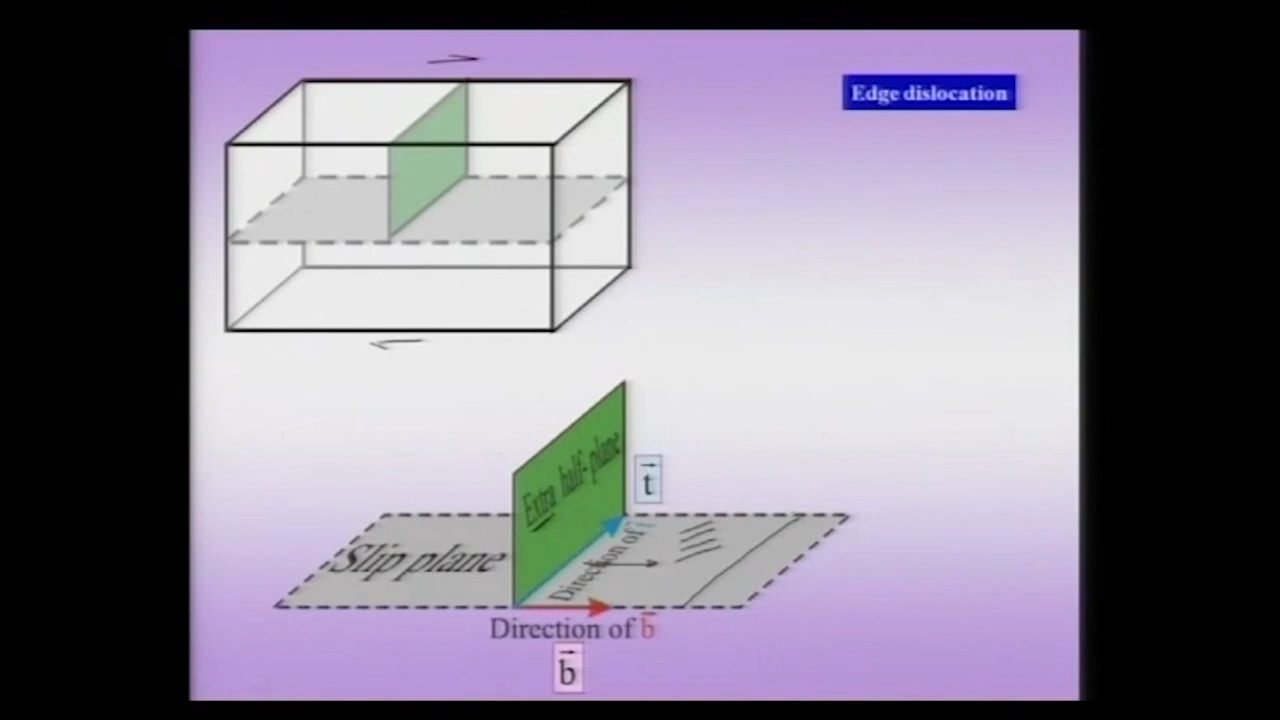 Edge dislocation
Extra half-plane
t
Slip plane
Direction of t
Direction of b
b